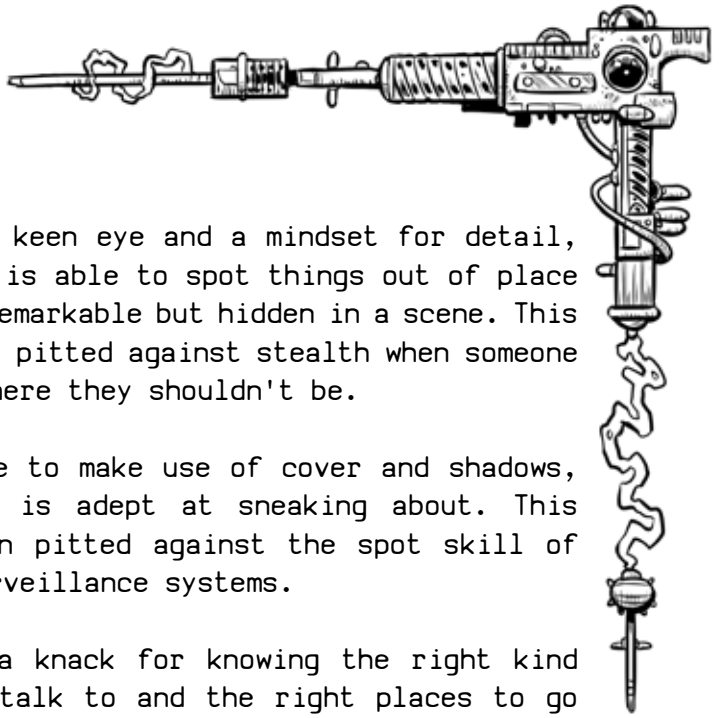 keen eye and a mindset for detail,
is able to spot things out of place
emarkable but hidden in a scene. This
pitted against stealth when someone
here they shouldn't be.
e to make use of cover and shadows,
is adept at sneaking about. This
n pitted against the spot skill of
rveillance systems.
a knack for knowing the right kind
talk to and the right places to go